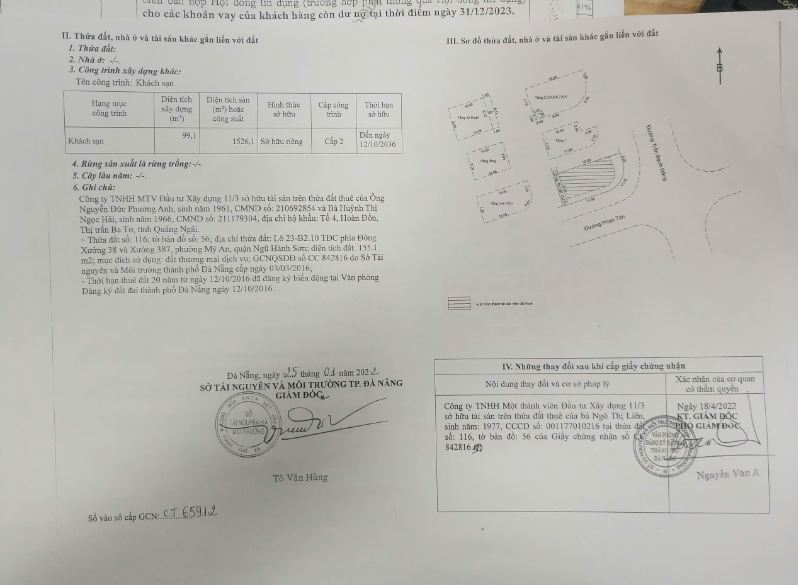 cho các khoản vay của khách hàng còn dư nợ tại thời điểm ngày 31/12/2023.
II. Thửa đất, nhà ở và tài sản khác gắn liền với đất
1. Thửa đất:
2. Nhà ở: -/-.
3. Công trình xây dựng khác:
Tên công trình: Khách sạn
Hạng mục công trình | Diện tích xây dựng (m²) | Diện tích sàn (m²) hoặc công suất | Hình thức sở hữu | Cấp công trình | Thời hạn sở hữu
Khách sạn | 99,1 | 1526,1 | Sở hữu riêng | Cấp 2 | Đến ngày 12/10/2036
4. Rừng sản xuất là rừng trồng: -/-.
5. Cây lâu năm: -/-.
6. Ghi chú:
Công ty TNHH MTV Đầu tư Xây dựng 11/3 sở hữu tài sản trên thửa đất thuê của Ông
Nguyễn Đức Phương Anh, sinh năm 1961, CMND số: 210692854 và Bà Huỳnh Thị
Ngọc Hải, sinh năm 1966, CMND số: 211179304, địa chỉ hộ khẩu: Tổ 4, Hoàn Đồn,
Thị trấn Ba Tơ, tỉnh Quảng Ngãi.
- Thửa đất số: 116; tờ bản đồ số: 56; địa chỉ thửa đất: Lô 23-B2.10 TĐC phía Đông
Xưởng 38 và Xưởng 387, phường Mỹ An, quận Ngũ Hành Sơn; diện tích đất: 155,1
m2; mục đích sử dụng: đất thương mại dịch vụ; GCNQSDĐ số CC 842816 do Sở Tài
nguyên và Môi trường thành phố Đà Nẵng cấp ngày 03/03/2016;
- Thời hạn thuê đất 20 năm từ ngày 12/10/2016 đã đăng ký biến động tại Văn phòng
Đăng ký đất đai thành phố Đà Nẵng ngày 12/10/2016.
Đà Nẵng, ngày 25 tháng 01 năm 2022
SỞ TÀI NGUYÊN VÀ MÔI TRƯỜNG TP. ĐÀ NẴNG
GIÁM ĐỐC
SỞ
TÀI NGUYÊN VÀ
MÔI TRƯỜNG
Tô Văn Hùng
Số vào sổ cấp GCN: CT 65912
III. Sơ đồ thửa đất, nhà ở và tài sản khác gắn liền với đất
B
Đường Trần Bạch Đằng
Đường Phan Tôn
IV. Những thay đổi sau khi cấp giấy chứng nhận
Nội dung thay đổi và cơ sở pháp lý | Xác nhận của cơ quan có thẩm quyền
Công ty TNHH Một thành viên Đầu tư Xây dựng 11/3
sở hữu tài sản trên thửa đất thuê của bà Ngô Thị Liên,
sinh năm: 1977, CCCD số: 001177010216 tại thửa đất
số: 116, tờ bản đồ: 56 của Giấy chứng nhận số CC
842816
Ngày 18/4/2022
KT. GIÁM ĐỐC
PHÓ GIÁM ĐỐC
Nguyễn Văn A